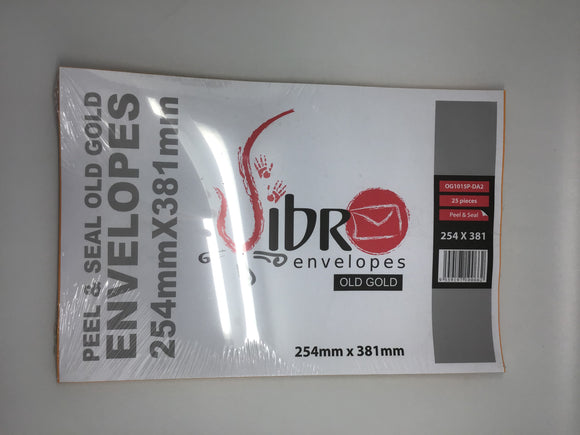 PEEL & SEAL OLD GOLD
ENVELOPES
254mmX381mm
Vibro
envelopes
OLD GOLD
254mm x 381mm
OG1015P-DA2
25 pieces
Peel & Seal
254 X 381